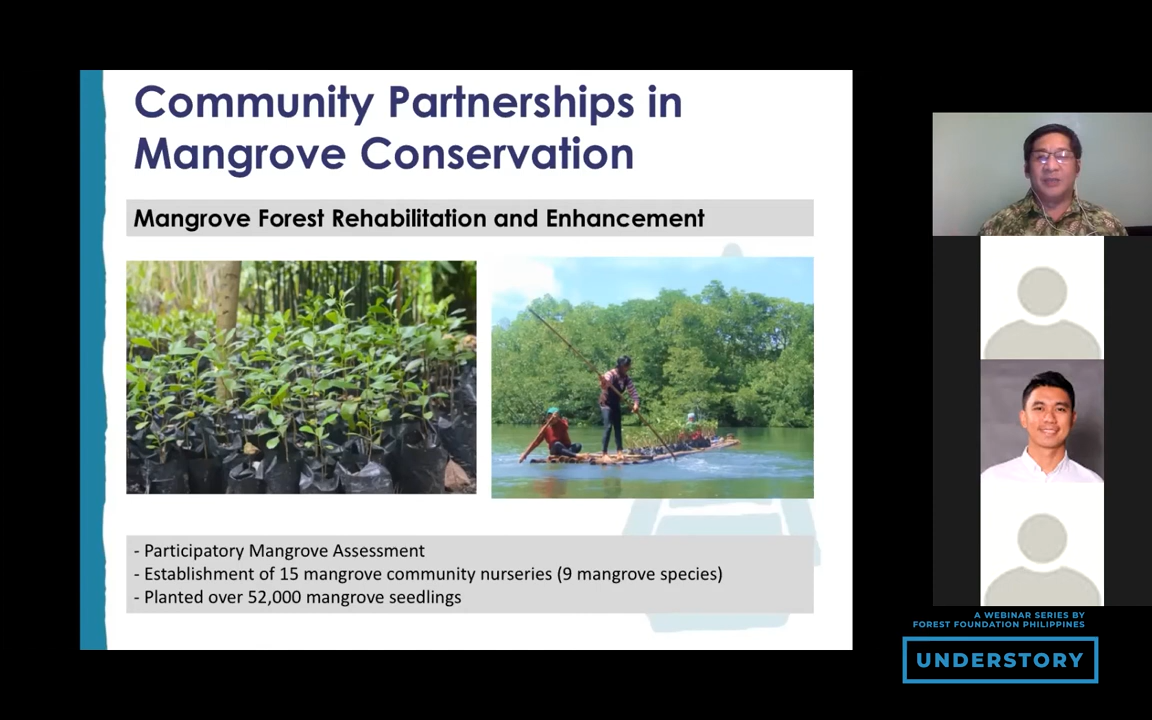 Community Partnerships in
Mangrove Conservation
Mangrove Forest Rehabilitation and Enhancement
- Participatory Mangrove Assessment
- Establishment of 15 mangrove community nurseries (9 mangrove species)
- Planted over 52,000 mangrove seedlings
A WEBINAR SERIES BY
FOREST FOUNDATION PHILIPPINES
UNDERSTORY